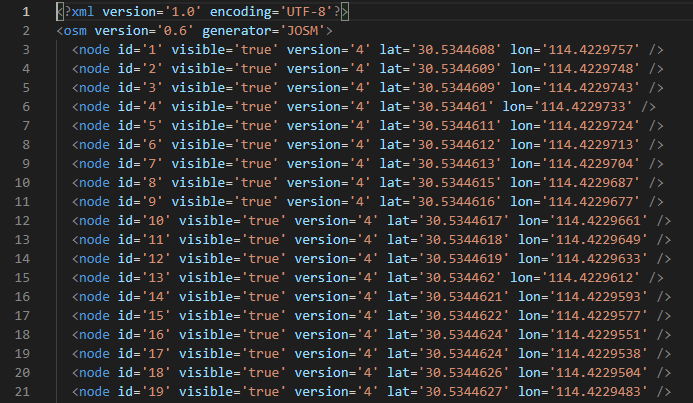 1 <?xml version='1.0' encoding='UTF-8'?>
2 <osm version='0.6' generator='JOSM'>
3 <node id='1' visible='true' version='4' lat='30.5344608' lon='114.4229757' />
4 <node id='2' visible='true' version='4' lat='30.5344609' lon='114.4229748' />
5 <node id='3' visible='true' version='4' lat='30.5344609' lon='114.4229743' />
6 <node id='4' visible='true' version='4' lat='30.534461' lon='114.4229733' />
7 <node id='5' visible='true' version='4' lat='30.5344611' lon='114.4229724' />
8 <node id='6' visible='true' version='4' lat='30.5344612' lon='114.4229713' />
9 <node id='7' visible='true' version='4' lat='30.5344613' lon='114.4229704' />
10 <node id='8' visible='true' version='4' lat='30.5344615' lon='114.4229687' />
11 <node id='9' visible='true' version='4' lat='30.5344616' lon='114.4229677' />
12 <node id='10' visible='true' version='4' lat='30.5344617' lon='114.4229661' />
13 <node id='11' visible='true' version='4' lat='30.5344618' lon='114.4229649' />
14 <node id='12' visible='true' version='4' lat='30.5344619' lon='114.4229633' />
15 <node id='13' visible='true' version='4' lat='30.534462' lon='114.4229612' />
16 <node id='14' visible='true' version='4' lat='30.5344621' lon='114.4229593' />
17 <node id='15' visible='true' version='4' lat='30.5344622' lon='114.4229577' />
18 <node id='16' visible='true' version='4' lat='30.5344624' lon='114.4229551' />
19 <node id='17' visible='true' version='4' lat='30.5344624' lon='114.4229538' />
20 <node id='18' visible='true' version='4' lat='30.5344626' lon='114.4229504' />
21 <node id='19' visible='true' version='4' lat='30.5344627' lon='114.4229483' />